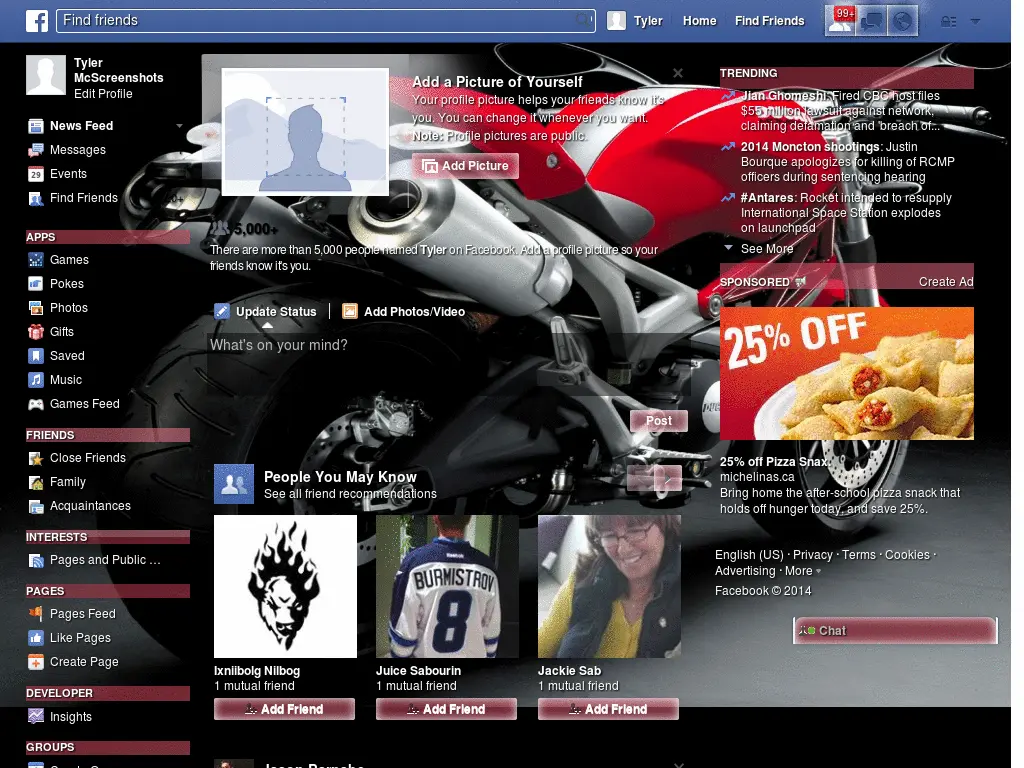 Find friends
Tyler
Home
Find Friends
99+
Tyler
McScreenshots
Edit Profile
News Feed
Messages
29 Events
Find Friends
APPS
Games
Pokes
Photos
Gifts
Saved
Music
Games Feed
FRIENDS
Close Friends
Family
Acquaintances
INTERESTS
Pages and Public ...
PAGES
Pages Feed
Like Pages
Create Page
DEVELOPER
Insights
GROUPS
Add a Picture of Yourself
Your profile picture helps your friends know it's
you. You can change it whenever you want.
Note: Profile pictures are public.
Add Picture
5,000+
There are more than 5,000 people named Tyler on Facebook. Add a profile picture so your
friends know it's you.
Update Status
Add Photos/Video
What's on your mind?
Post
People You May Know
See all friend recommendations
Reebok
BURMISTROV
8
Ixniibolg Nilbog
1 mutual friend
Add Friend
Juice Sabourin
1 mutual friend
Add Friend
Jackie Sab
1 mutual friend
Add Friend
TRENDING
Jian Ghomeshi: Fired CBC host files
$55 million lawsuit against network,
claiming defamation and breach of...
2014 Moncton shootings: Justin
Bourque apologizes for killing of RCMP
officers during sentencing hearing
#Antares: Rocket intended to resupply
International Space Station explodes
on launchpad
See More
SPONSORED
Create Ad
25% OFF
25% off Pizza Snax.
michelinas.ca
Bring home the after-school pizza snack that
holds off hunger today, and save 25%.
English (US) · Privacy · Terms · Cookies ·
Advertising · More
Facebook © 2014
Chat